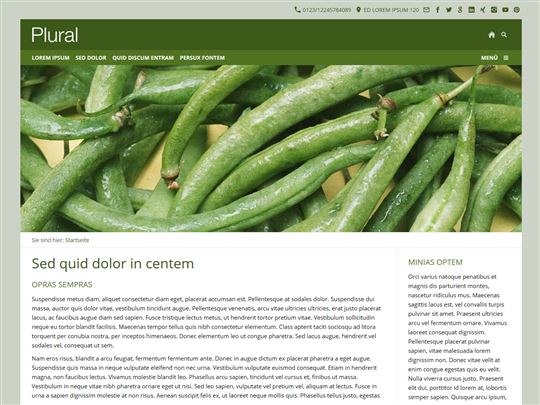 0123/12245784089 ED LOREM IPSUM 120
Plural
LOREM IPSUM SED DOLOR QUID DISCUM ENTRAM PERSUX FONTEM MENÜ
Sie sind hier: Startseite
Sed quid dolor in centem
OPRAS SEMPRAS
Suspendisse metus diam, aliquet consectetur diam eget, placerat accumsan est. Pellentesque at sodales dolor. Suspendisse dui
massa, auctor quis dolor vitae, vestibulum tincidunt augue. Pellentesque venenatis, arcu vitae ultricies ultricies, erat justo placerat
lacus, ac faucibus augue diam sed sapien. Fusce tristique lectus metus, ut hendrerit tortor pretium vitae. Vestibulum sollicitudin
neque eu tortor blandit facilisis. Maecenas tempor tellus quis nibh consectetur elementum. Class aptent taciti sociosqu ad litora
torquent per conubia nostra, per inceptos himenaeos. Donec elementum leo ut congue pharetra. Sed lacus augue, hendrerit vel
sodales vel, consequat ut sem.
Nam eros risus, blandit a arcu feugiat, fermentum fermentum ante. Donec in augue dictum ex placerat pharetra a eget augue.
Suspendisse quis massa in neque vulputate eleifend non nec urna. Vestibulum vulputate euismod consequat. Etiam in hendrerit
magna, non faucibus lectus. Vivamus molestie blandit leo. Phasellus arcu sapien, tincidunt vel cursus et, finibus ut massa.
Vestibulum in neque vitae nibh pharetra ornare eget ut nisi. Sed leo sapien, vulputate vel pretium vel, aliquam at lectus. Fusce in
urna a sapien dignissim molestie at non risus. Aenean suscipit felis ex, ut laoreet neque mollis quis. Phasellus tellus justo, egestas
MINIAS OPTEM
Orci varius natoque penatibus et
magnis dis parturient montes,
nascetur ridiculus mus. Maecenas
sagittis lacus est, vel convallis turpis
pulvinar sit amet. Praesent ultricies
arcu vel fermentum ornare. Vivamus
laoreet consequat dignissim.
Pellentesque placerat pulvinar
sapien, vitae malesuada lorem
dignissim non. Donec vitae velit at
enim congue egestas quis eu velit.
Nulla viverra cursus justo. Praesent
elit dui, porttitor id laoreet sit amet,
semper sapien. Quisque arcu ipsum,